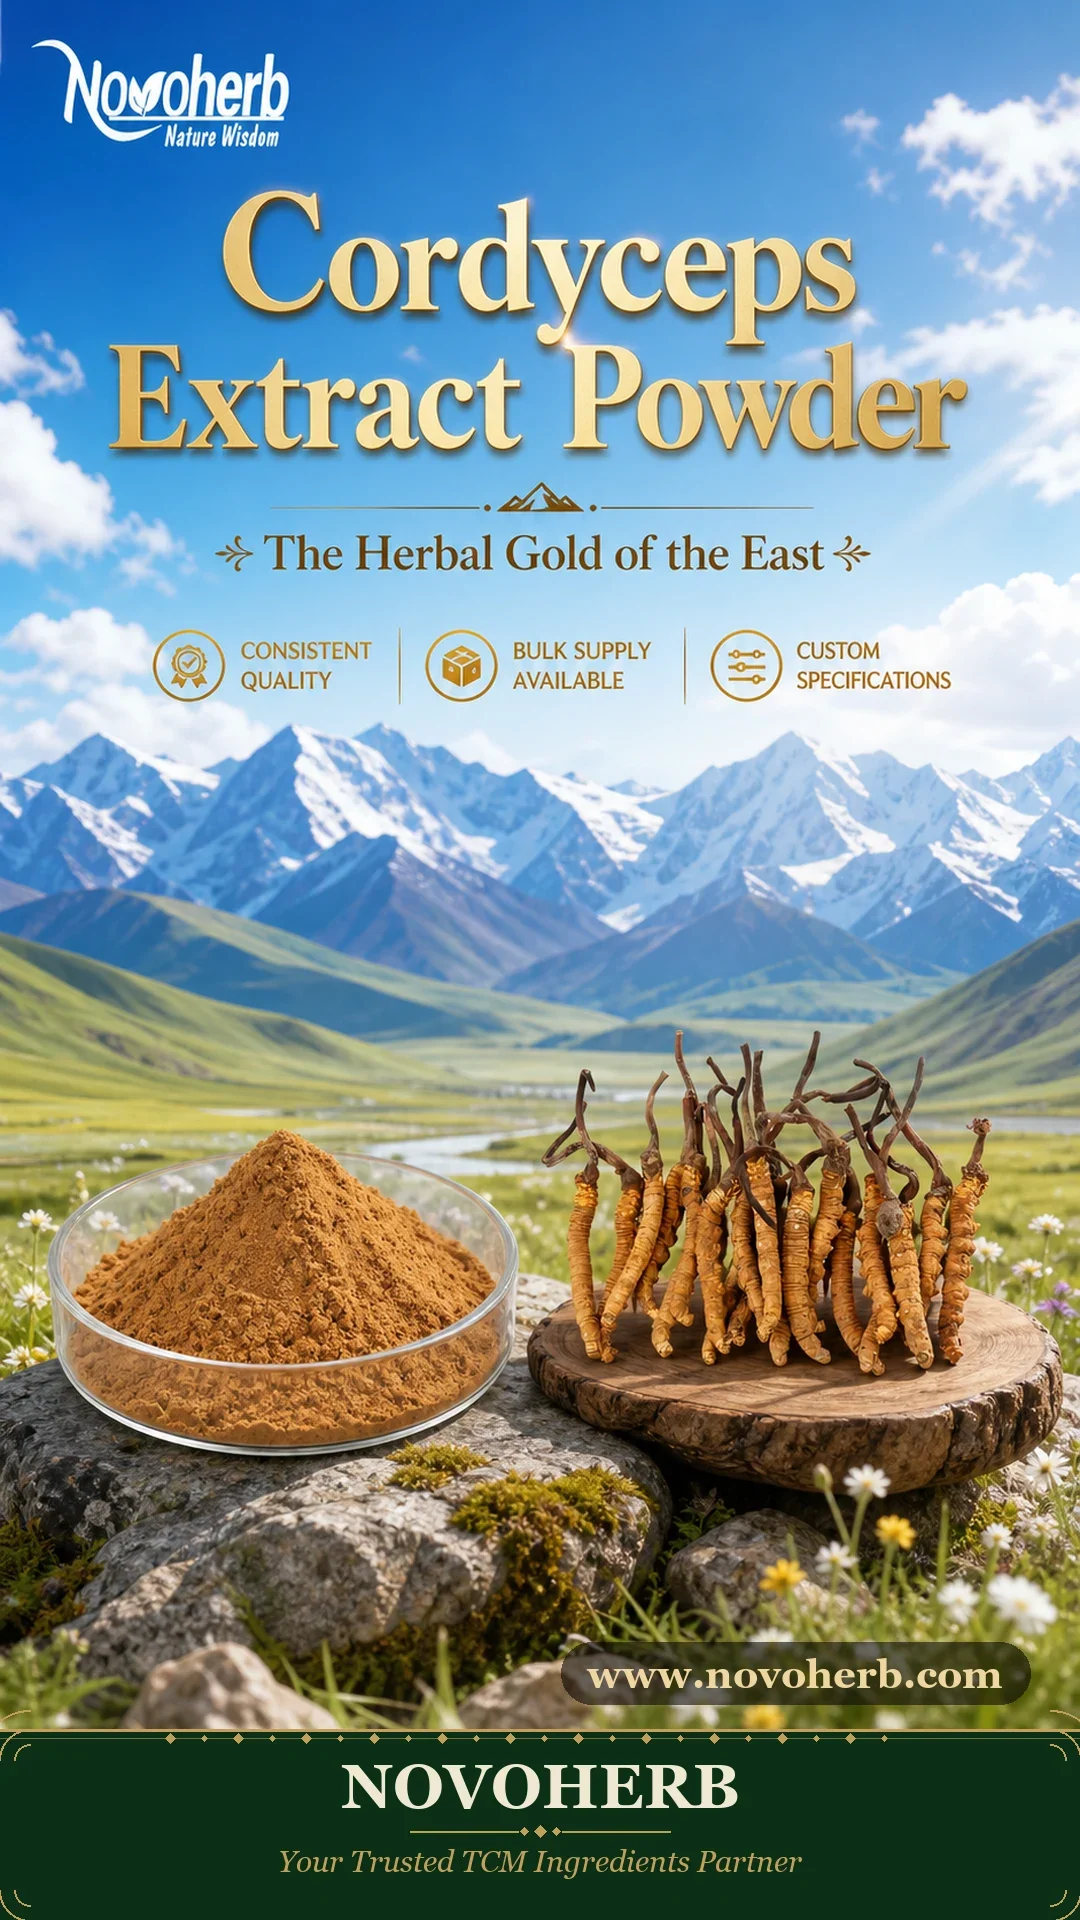 Novoherb
Nature Wisdom
Cordyceps
Extract Powder
The Herbal Gold of the East
CONSISTENT
QUALITY
BULK SUPPLY
AVAILABLE
CUSTOM
SPECIFICATIONS
www.novoherb.com
NOVOHERB
Your Trusted TCM Ingredients Partner